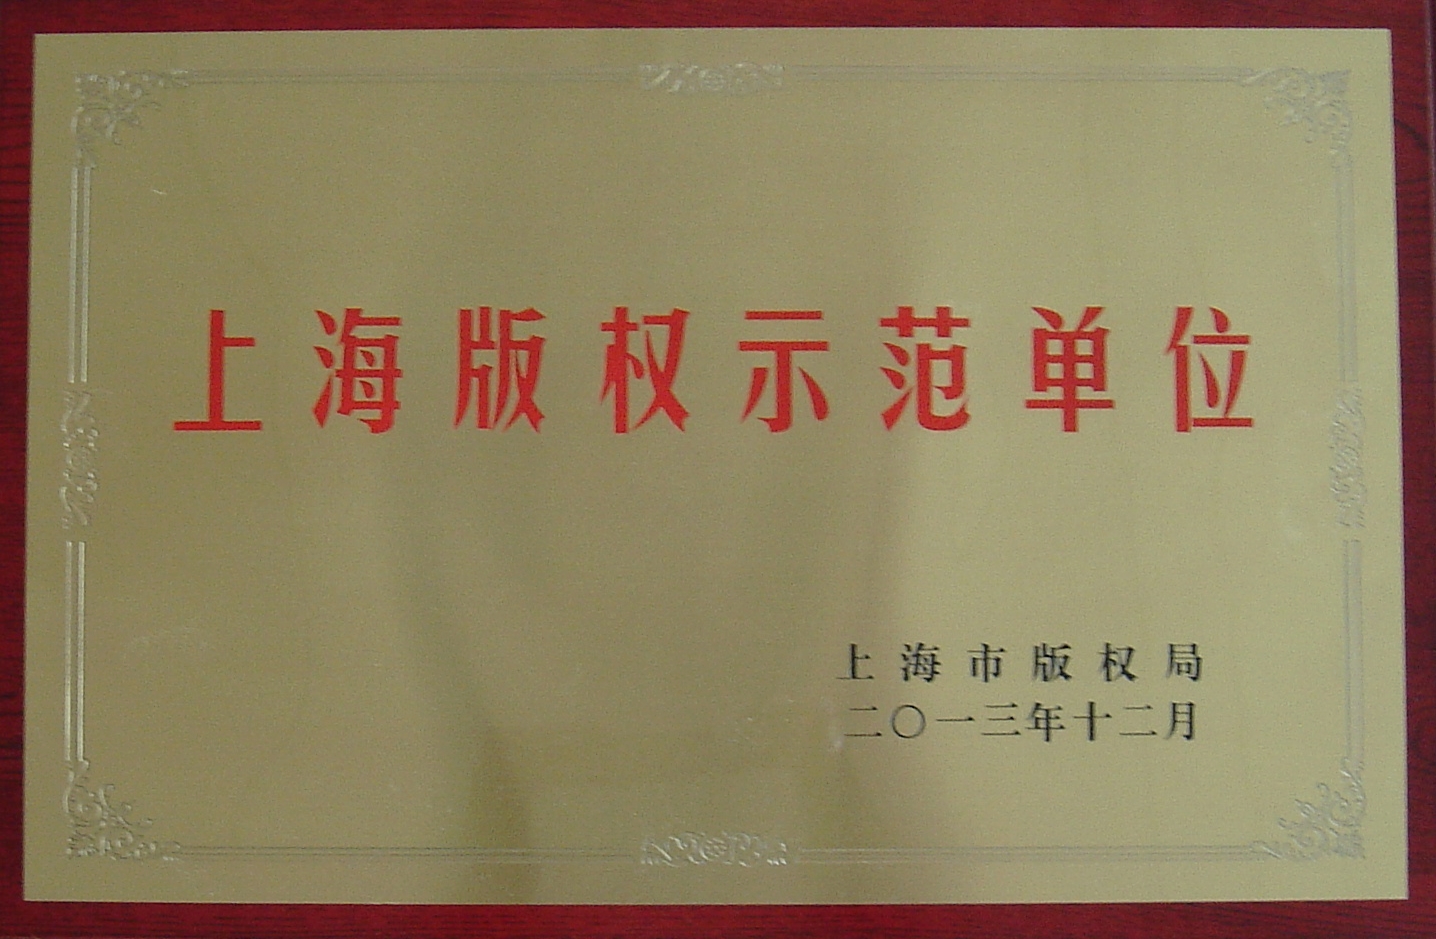 上海版权示范单位
上海市版权局
二〇一三年十二月